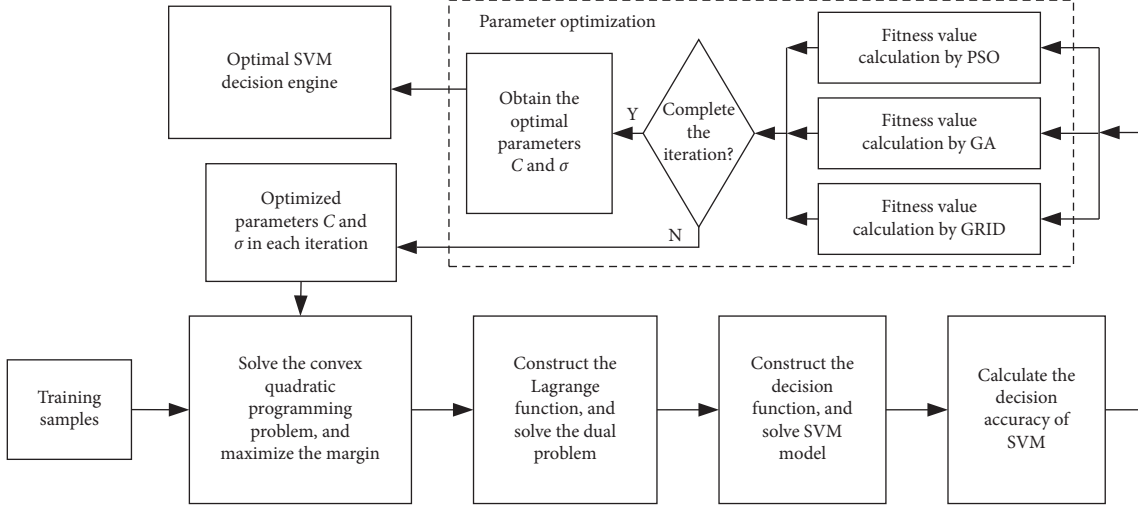 Parameter optimization
Optimal SVM
decision engine
Obtain the
optimal
parameters
C and σ
Y
Complete
the
iteration?
N
Fitness value
calculation by PSO
Fitness value
calculation by GA
Fitness value
calculation by GRID
Optimized
parameters C and
σ in each iteration
Training
samples
Solve the convex
quadratic
programming
problem, and
maximize the margin
Construct the
Lagrange
function, and
solve the dual
problem
Construct the
decision
function, and
solve SVM
model
Calculate the
decision
accuracy of
SVM